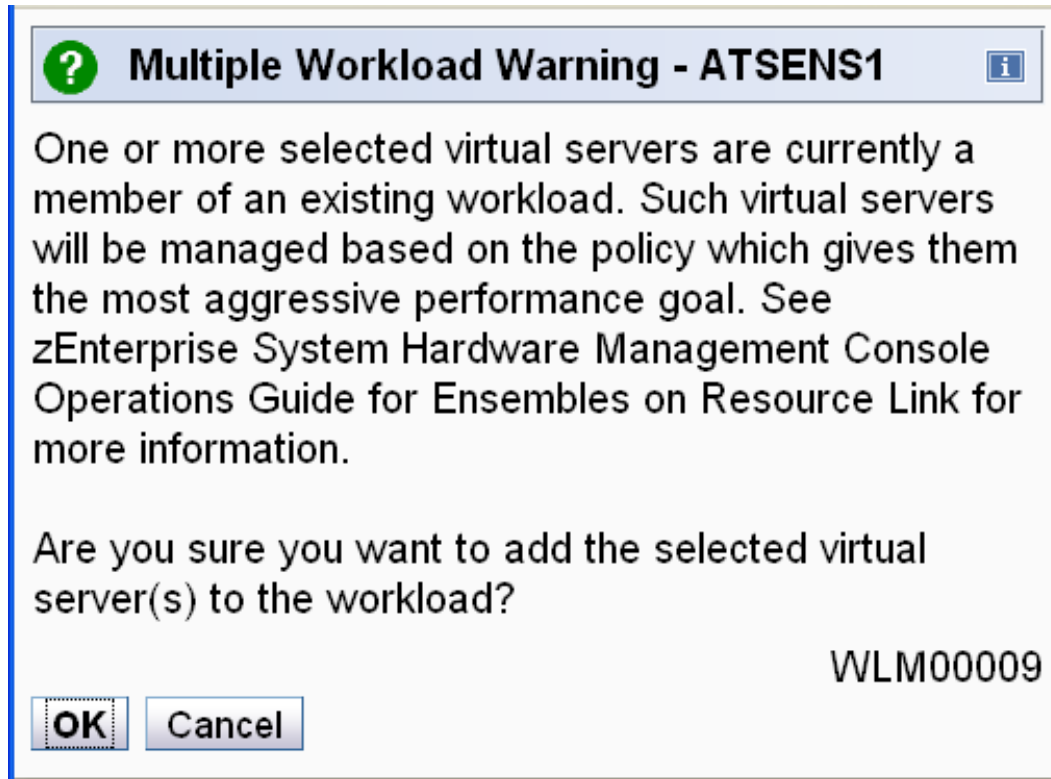 ? Multiple Workload Warning - ATSENS1 i
One or more selected virtual servers are currently a
member of an existing workload. Such virtual servers
will be managed based on the policy which gives them
the most aggressive performance goal. See
zEnterprise System Hardware Management Console
Operations Guide for Ensembles on Resource Link for
more information.
Are you sure you want to add the selected virtual
server(s) to the workload?
WLM00009
OK Cancel